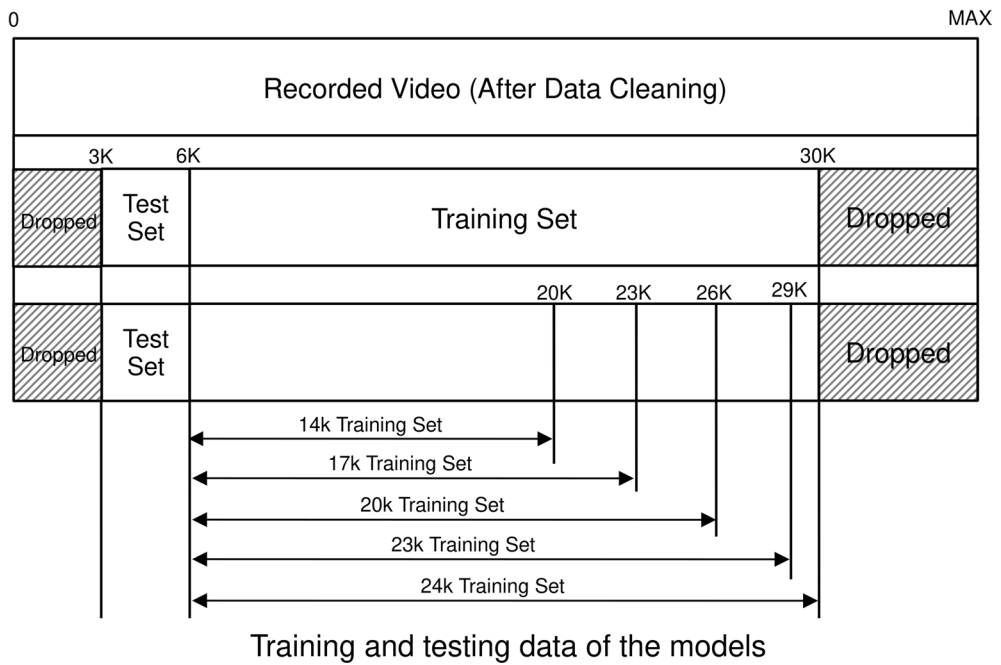 0 MAX
Recorded Video (After Data Cleaning)
3K 6K 30K
Dropped Test Set Training Set Dropped
20K 23K 26K 29K
Dropped Test Set Dropped
14k Training Set
17k Training Set
20k Training Set
23k Training Set
24k Training Set
Training and testing data of the models